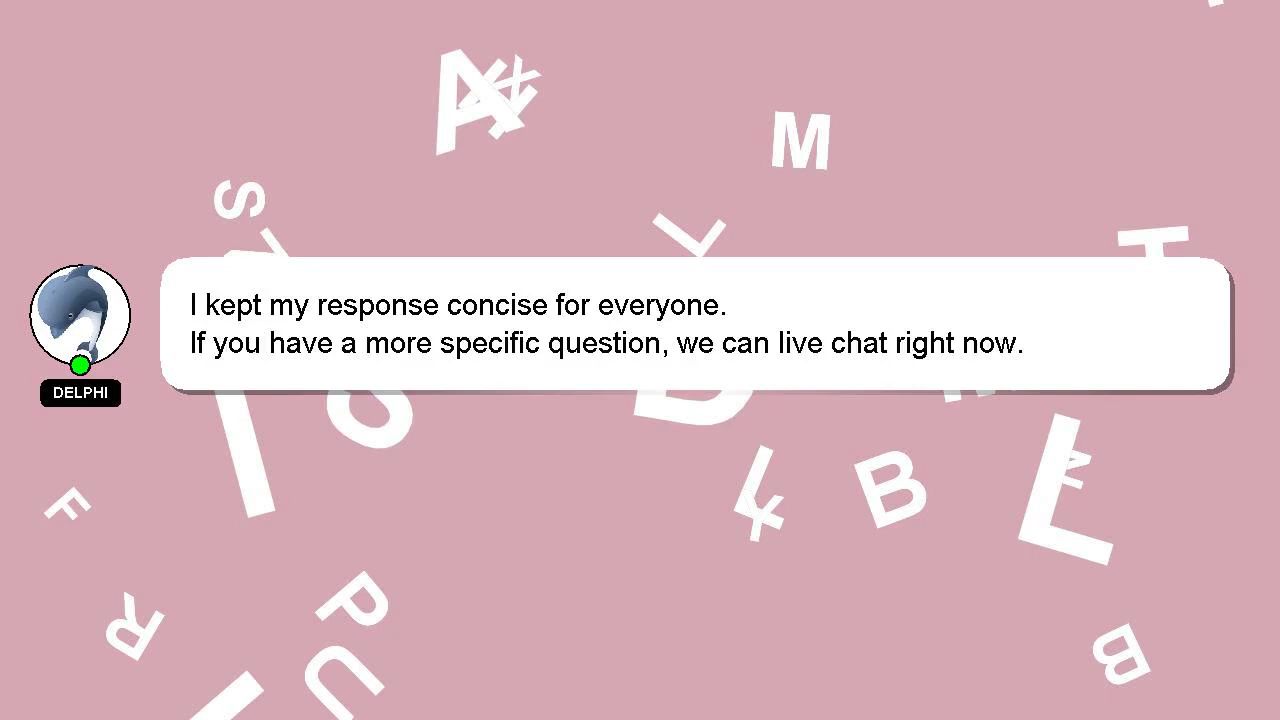 A
M
S
L
H
I kept my response concise for everyone.
If you have a more specific question, we can live chat right now.
DELPHI
I
L
Y
B
L
F
P
R
U
B